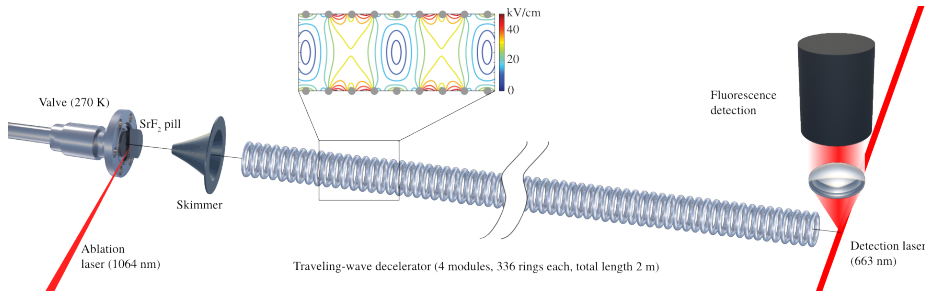 kV/cm
40
20
0
Valve (270 K)
SrF2 pill
Skimmer
Ablation
laser (1064 nm)
Traveling-wave decelerator (4 modules, 336 rings each, total length 2 m)
Fluorescence
detection
Detection laser
(663 nm)